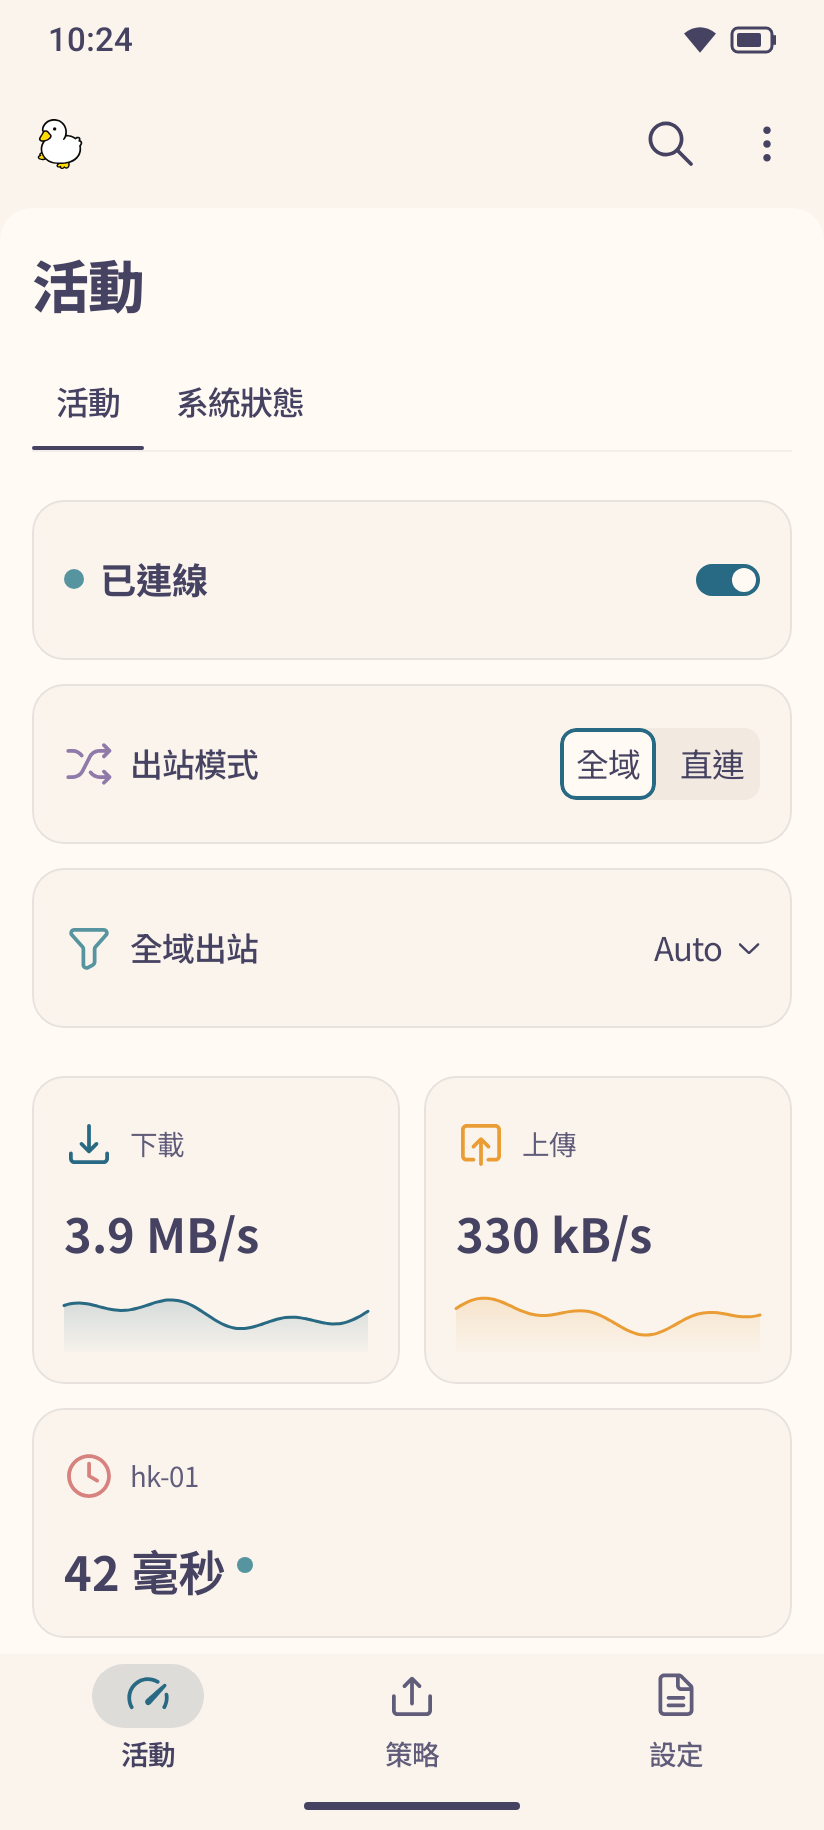 10:24
活動
活動
系統狀態
已連線
出站模式
全域
直連
全域出站
Auto
下載
上傳
3.9 MB/s
330 kB/s
hk-01
42 毫秒
活動
策略
設定